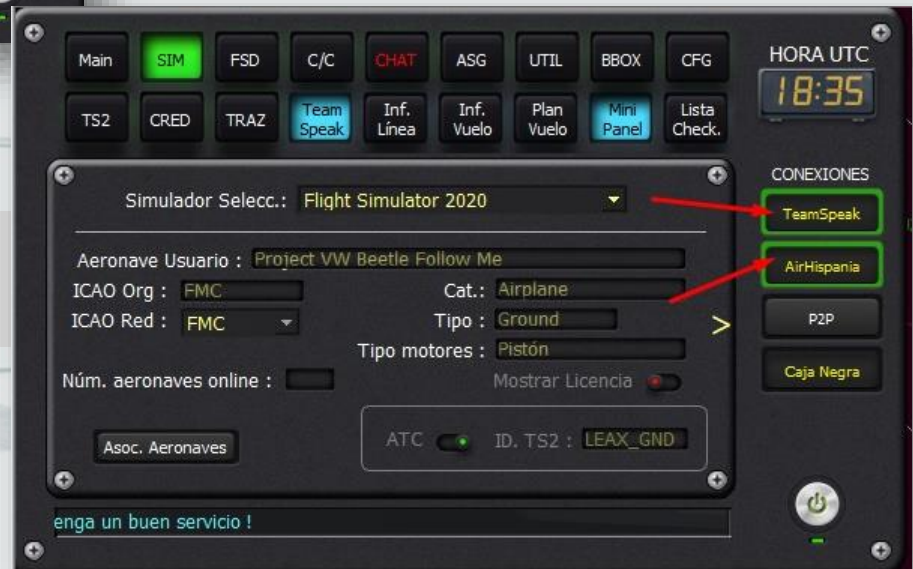 Main SIM FSD C/C CHAT ASG UTIL BBOX CFG
HORA UTC
18:35
TS2 CRED TRAZ Team Speak Inf. Línea Inf. Vuelo Plan Vuelo Mini Panel Lista Check.
CONEXIONES
Simulador Selecc.: Flight Simulator 2020
TeamSpeak
Aeronave Usuario : Project VW Beetle Follow Me
AirHispania
ICAO Org : FMC Cat.: Airplane
ICAO Red : FMC Tipo : Ground >
P2P
Tipo motores : Pistón
Núm. aeronaves online : Mostrar Licencia
Caja Negra
Asoc. Aeronaves ATC ID. TS2 : LEAX_GND
enga un buen servicio !